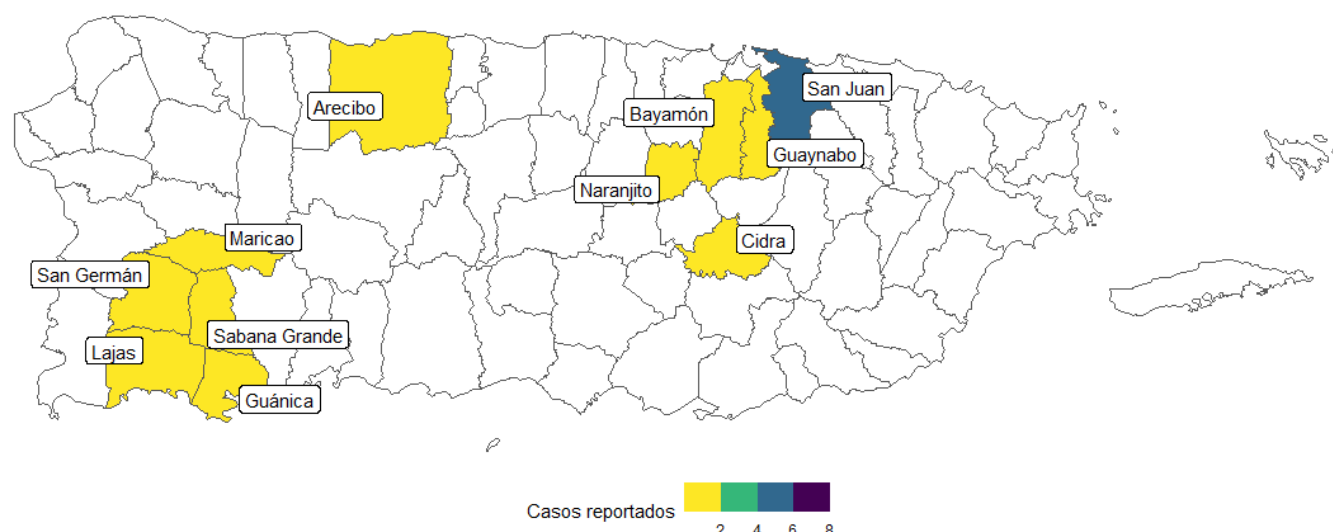 San Juan
Arecibo
Bayamón
Guaynabo
Naranjito
Maricao
Cidra
San Germán
Sabana Grande
Lajas
Guánica
Casos reportados
2 4 6 8